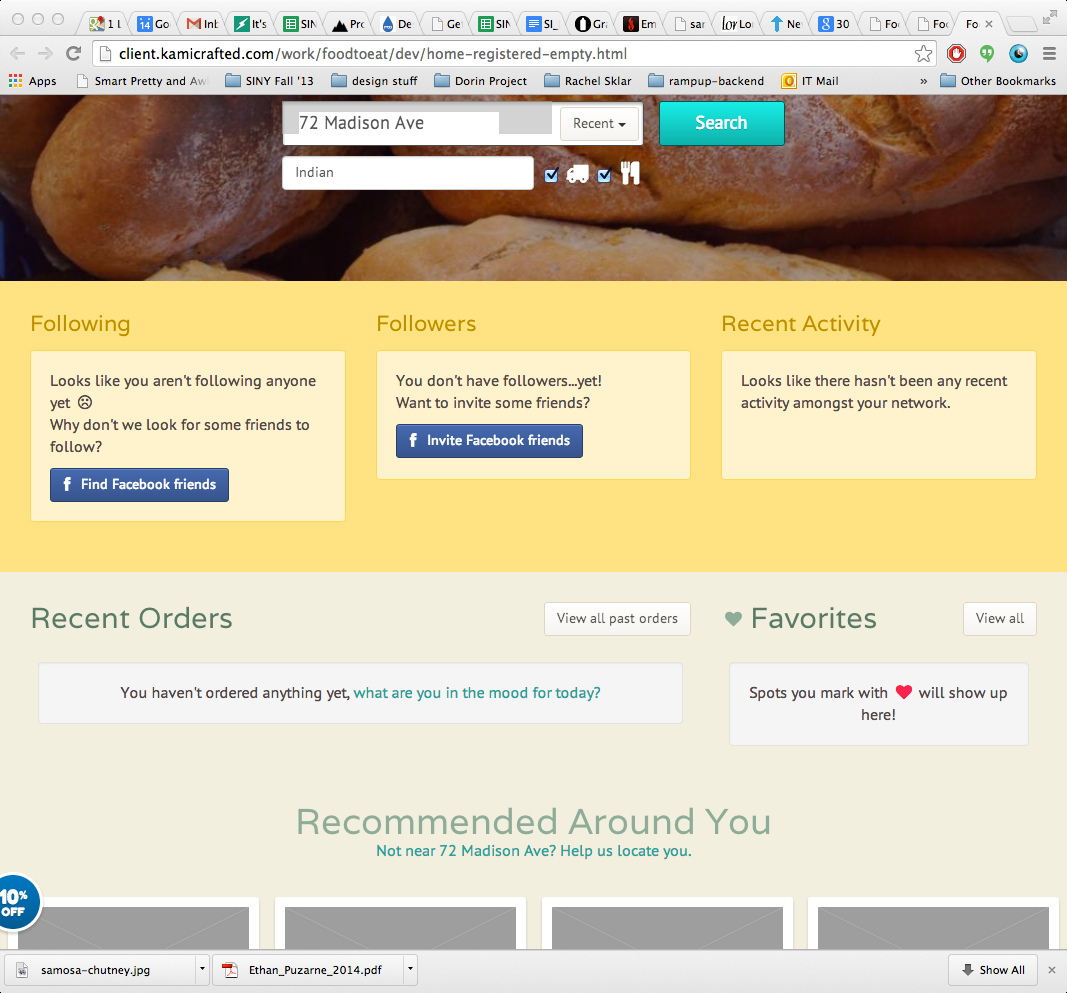 1 l
Go
Inb
It's
SIN
Pro
De
Ge
SIN
SI_
Gr
Em
sar
lor Lo
Ne
30
Fo
Fo
Fo
client.kamicrafted.com/work/foodtoeat/dev/home-registered-empty.html
Apps Smart Pretty and Aw SINY Fall '13 design stuff Dorin Project Rachel Sklar rampup-backend IT Mail » Other Bookmarks
72 Madison Ave Recent Search
Indian
Following
Looks like you aren't following anyone
yet ☹
Why don't we look for some friends to
follow?
f Find Facebook friends
Followers
You don't have followers...yet!
Want to invite some friends?
f Invite Facebook friends
Recent Activity
Looks like there hasn't been any recent
activity amongst your network.
Recent Orders View all past orders
You haven't ordered anything yet, what are you in the mood for today?
Favorites View all
Spots you mark with ♥ will show up
here!
Recommended Around You
Not near 72 Madison Ave? Help us locate you.
10%
OFF
samosa-chutney.jpg Ethan_Puzarne_2014.pdf Show All